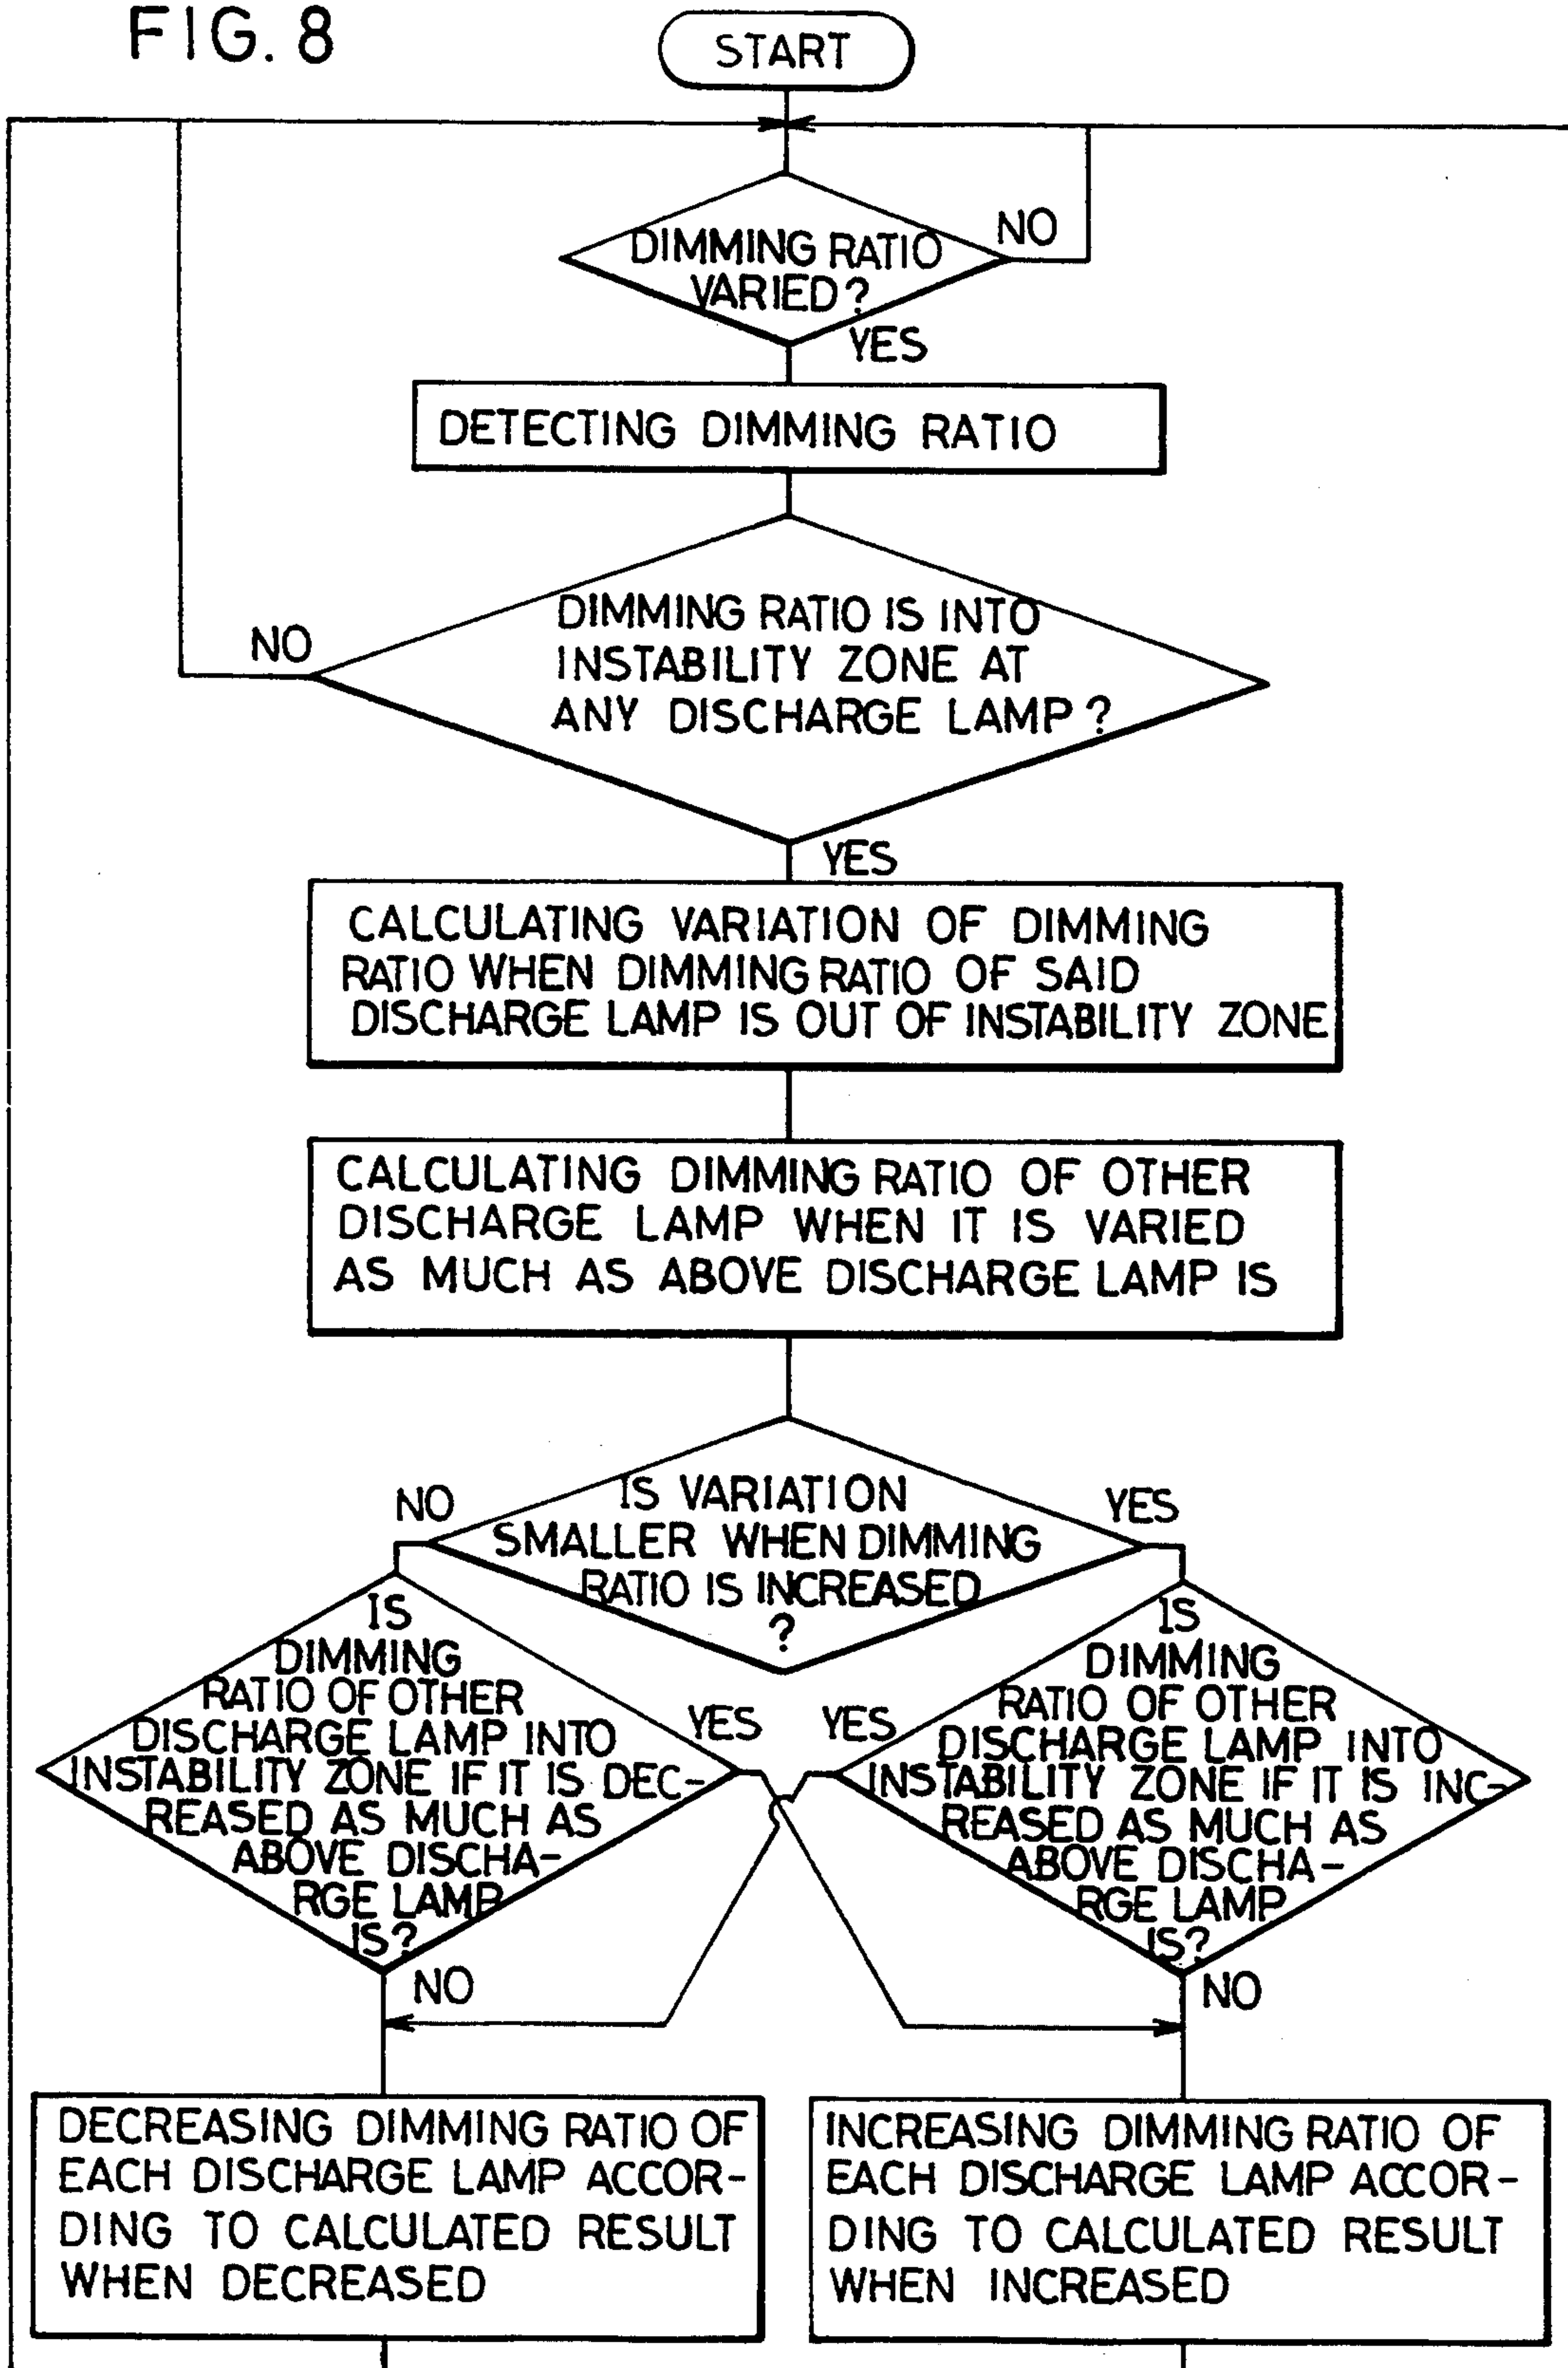 FIG. 8
START
DIMMING RATIO
VARIED?
NO
YES
DETECTING DIMMING RATIO
DIMMING RATIO IS INTO
INSTABILITY ZONE AT
ANY DISCHARGE LAMP?
NO
YES
CALCULATING VARIATION OF DIMMING
RATIO WHEN DIMMING RATIO OF SAID
DISCHARGE LAMP IS OUT OF INSTABILITY ZONE
CALCULATING DIMMING RATIO OF OTHER
DISCHARGE LAMP WHEN IT IS VARIED
AS MUCH AS ABOVE DISCHARGE LAMP IS
IS VARIATION
SMALLER WHEN DIMMING
RATIO IS INCREASED
?
NO
YES
IS
DIMMING
RATIO OF OTHER
DISCHARGE LAMP INTO
INSTABILITY ZONE IF IT IS DEC-
REASED AS MUCH AS
ABOVE DISCHA-
RGE LAMP
IS?
YES
NO
IS
DIMMING
RATIO OF OTHER
DISCHARGE LAMP INTO
INSTABILITY ZONE IF IT IS INC-
REASED AS MUCH AS
ABOVE DISCHA-
RGE LAMP
IS?
YES
NO
DECREASING DIMMING RATIO OF
EACH DISCHARGE LAMP ACCOR-
DING TO CALCULATED RESULT
WHEN DECREASED
INCREASING DIMMING RATIO OF
EACH DISCHARGE LAMP ACCOR-
DING TO CALCULATED RESULT
WHEN INCREASED